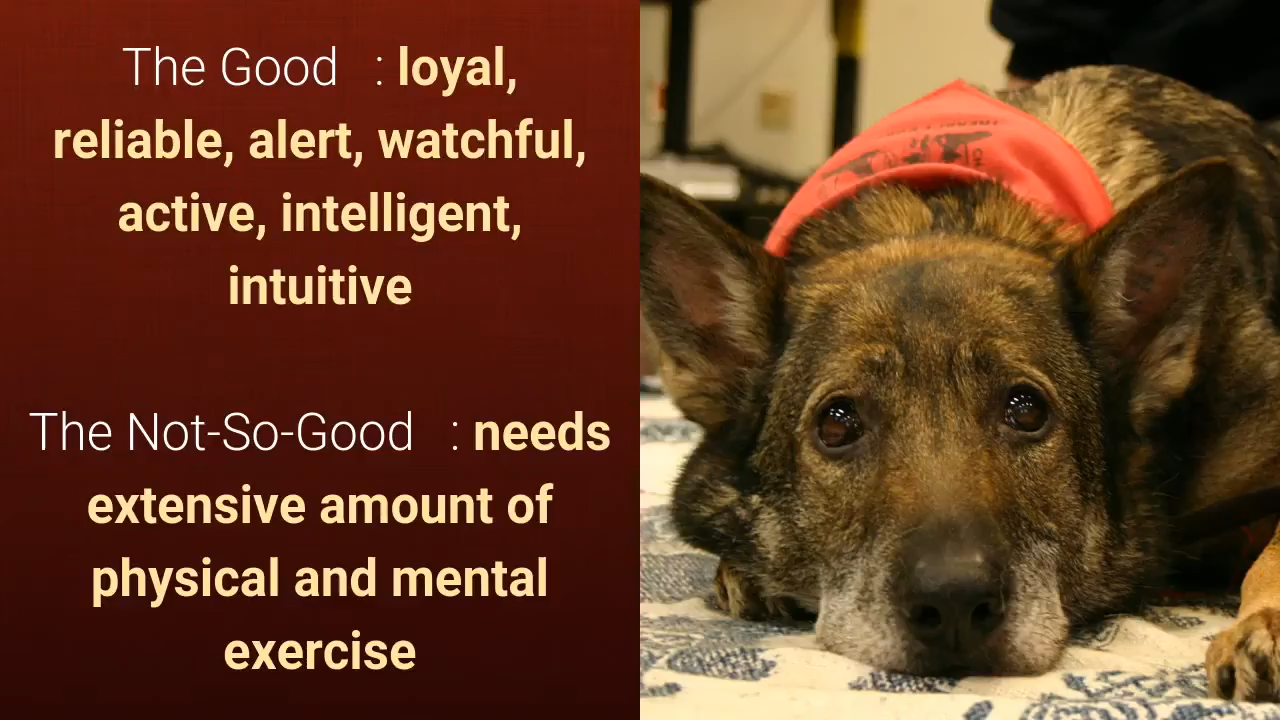 The Good : loyal,
reliable, alert, watchful,
active, intelligent,
intuitive
The Not-So-Good : needs
extensive amount of
physical and mental
exercise